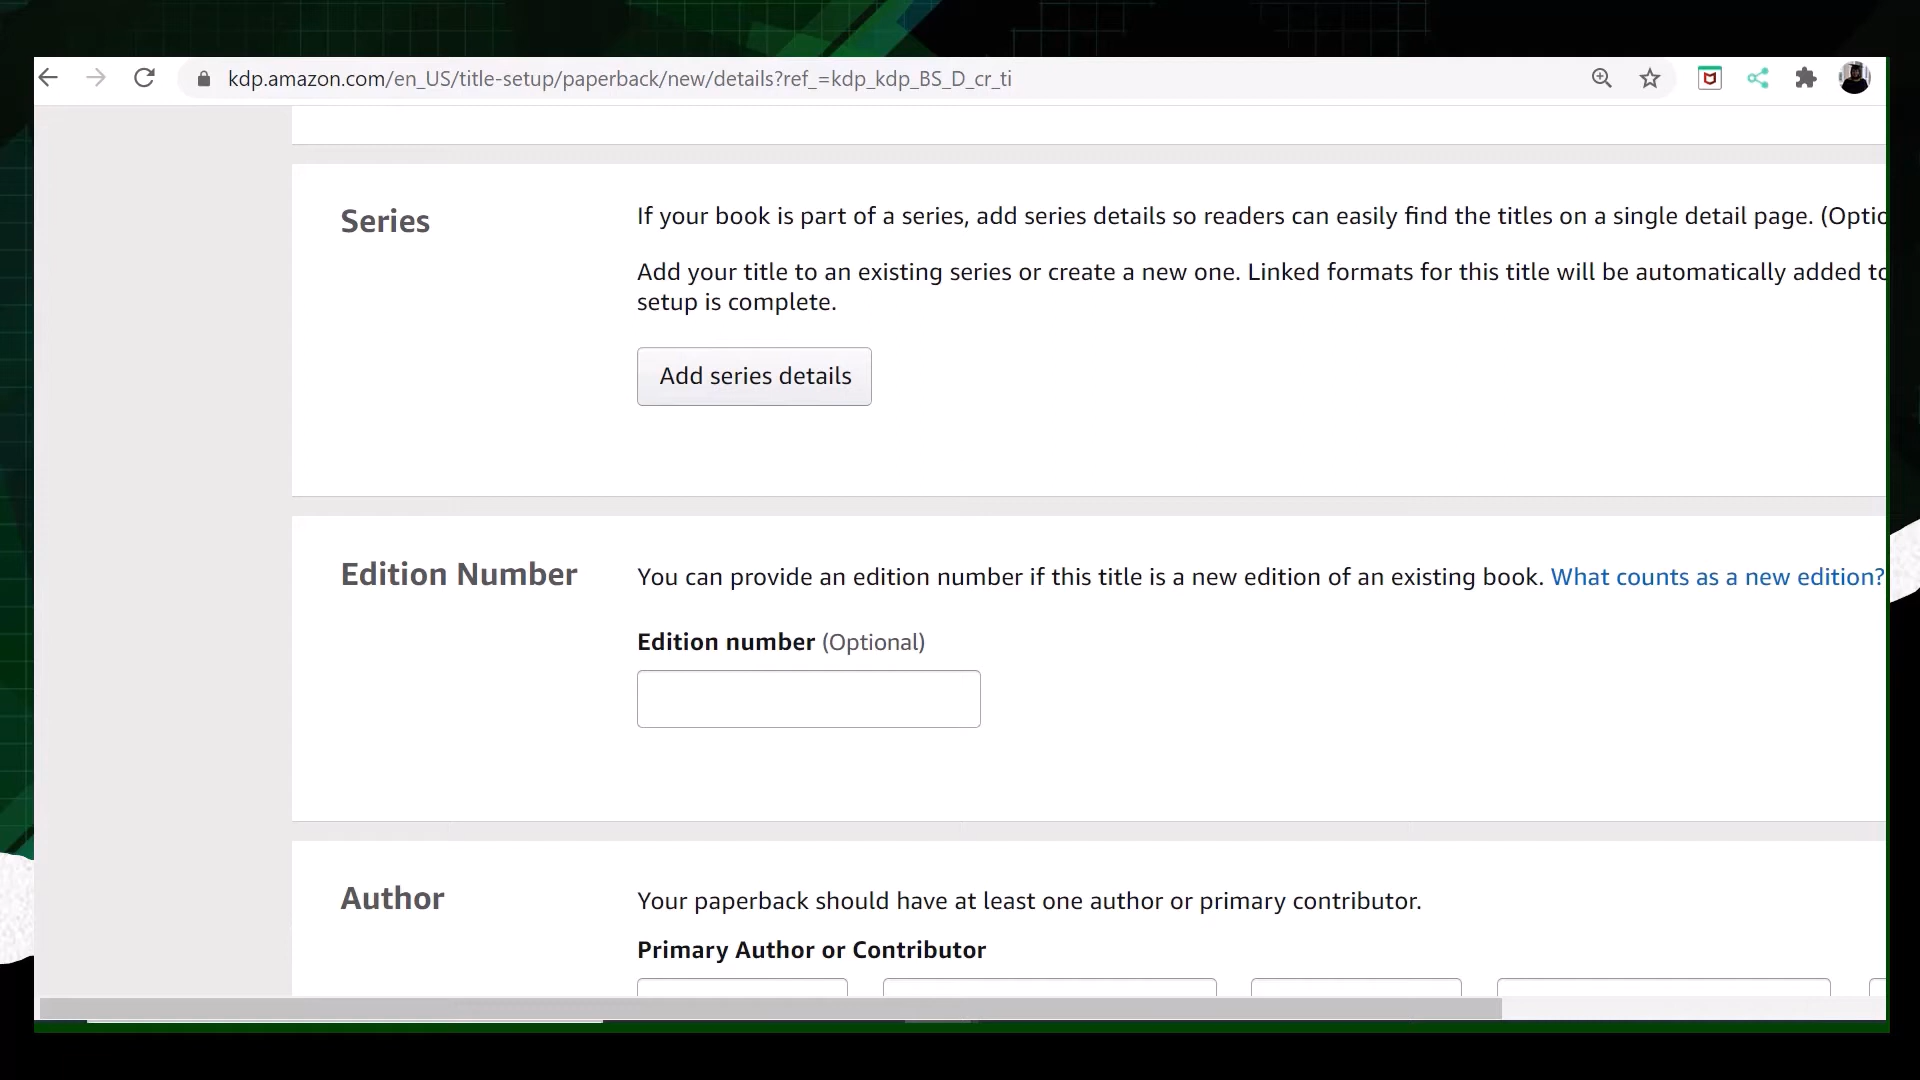 kdp.amazon.com/en_US/title-setup/paperback/new/details?ref_=kdp_kdp_BS_D_cr_ti
Series
If your book is part of a series, add series details so readers can easily find the titles on a single detail page. (Optio
Add your title to an existing series or create a new one. Linked formats for this title will be automatically added to
setup is complete.
Add series details
Edition Number
You can provide an edition number if this title is a new edition of an existing book. What counts as a new edition?
Edition number (Optional)
Author
Your paperback should have at least one author or primary contributor.
Primary Author or Contributor